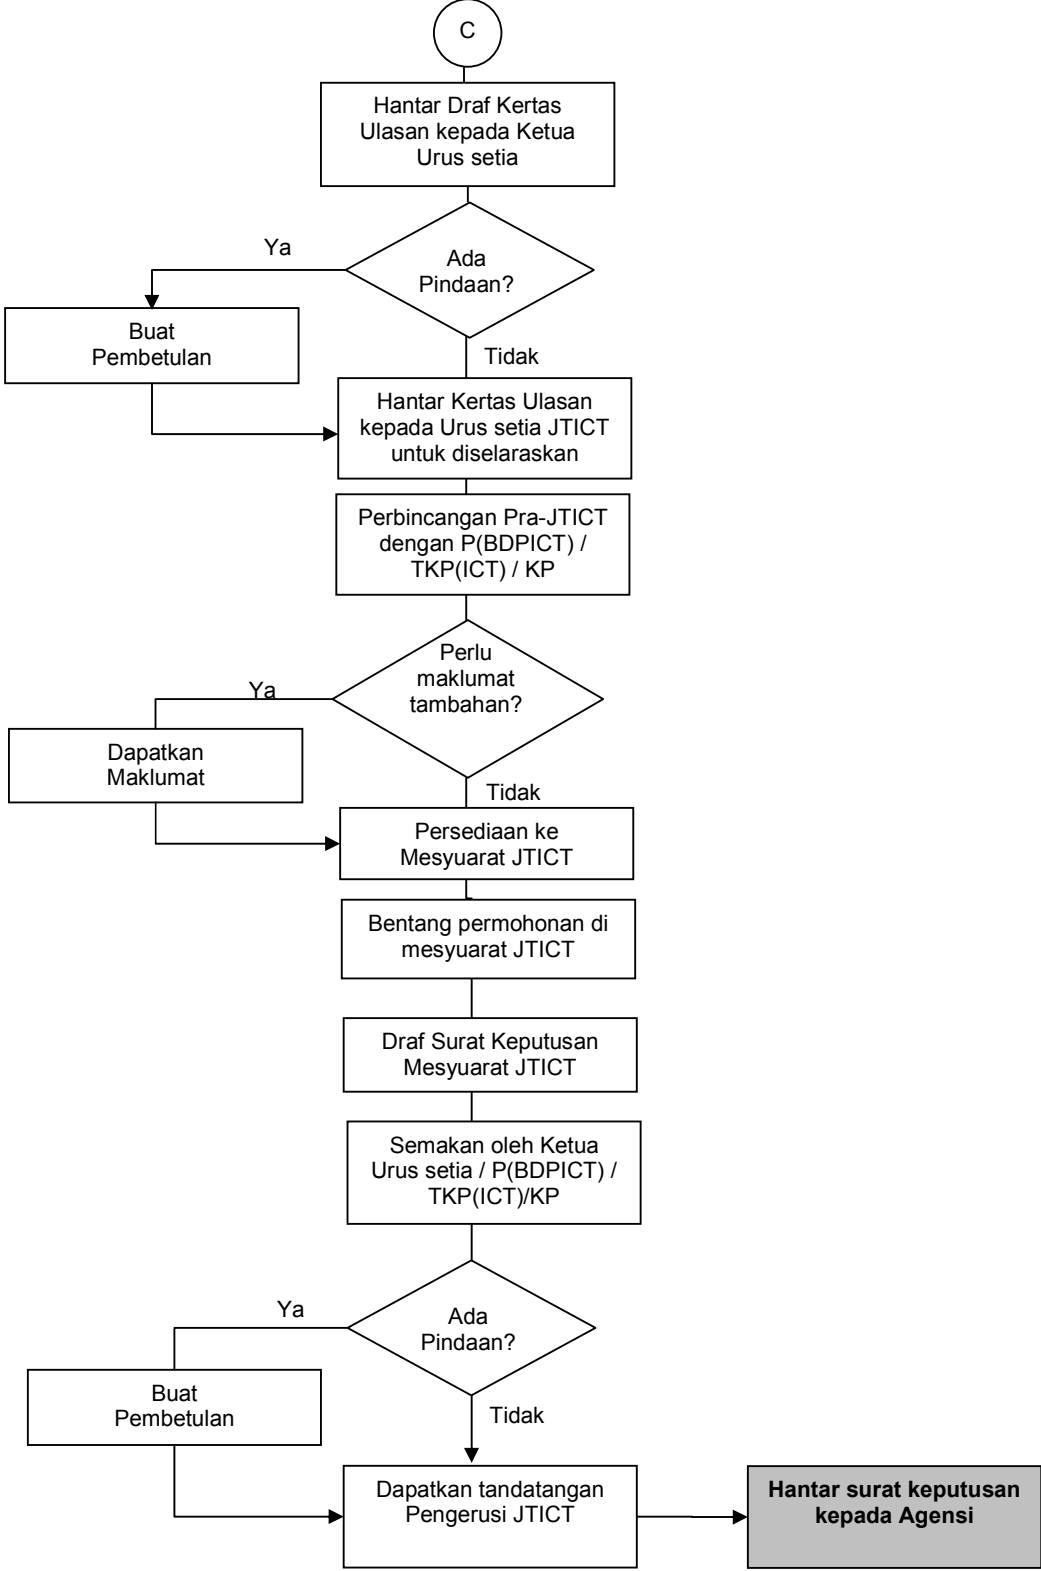 C
Hantar Draf Kertas
Ulasan kepada Ketua
Urus setia
Ya
Ada
Pindaan?
Buat
Pembetulan
Tidak
Hantar Kertas Ulasan
kepada Urus setia JTICT
untuk diselaraskan
Perbincangan Pra-JTICT
dengan P(BDPICT) /
TKP(ICT) / KP
Perlu
maklumat
tambahan?
Ya
Dapatkan
Maklumat
Tidak
Persediaan ke
Mesyuarat JTICT
Bentang permohonan di
mesyuarat JTICT
Draf Surat Keputusan
Mesyuarat JTICT
Semakan oleh Ketua
Urus setia / P(BDPICT) /
TKP(ICT)/KP
Ya
Ada
Pindaan?
Buat
Pembetulan
Tidak
Dapatkan tandatangan
Pengerusi JTICT
Hantar surat keputusan
kepada Agensi